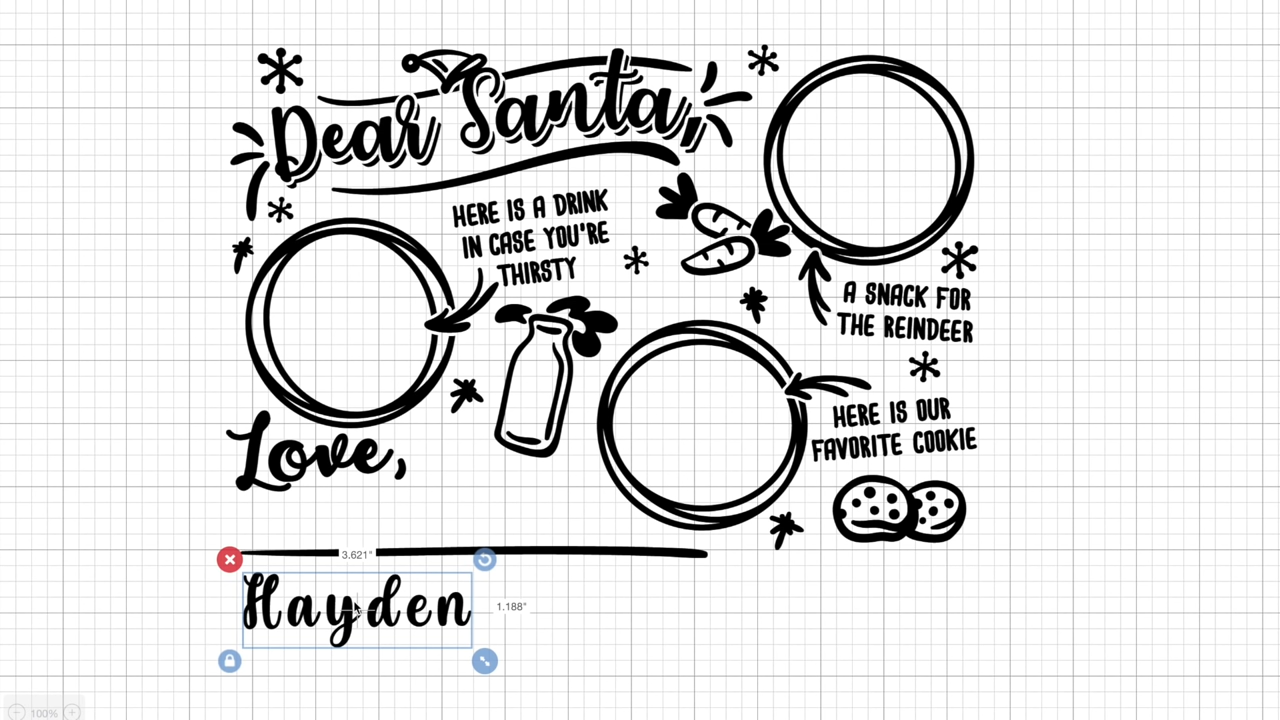 Dear Santa,
HERE IS A DRINK
IN CASE YOU'RE
THIRSTY
A SNACK FOR
THE REINDEER
HERE IS OUR
FAVORITE COOKIE
Love,
3.621"
Hayden
1.188"
100%